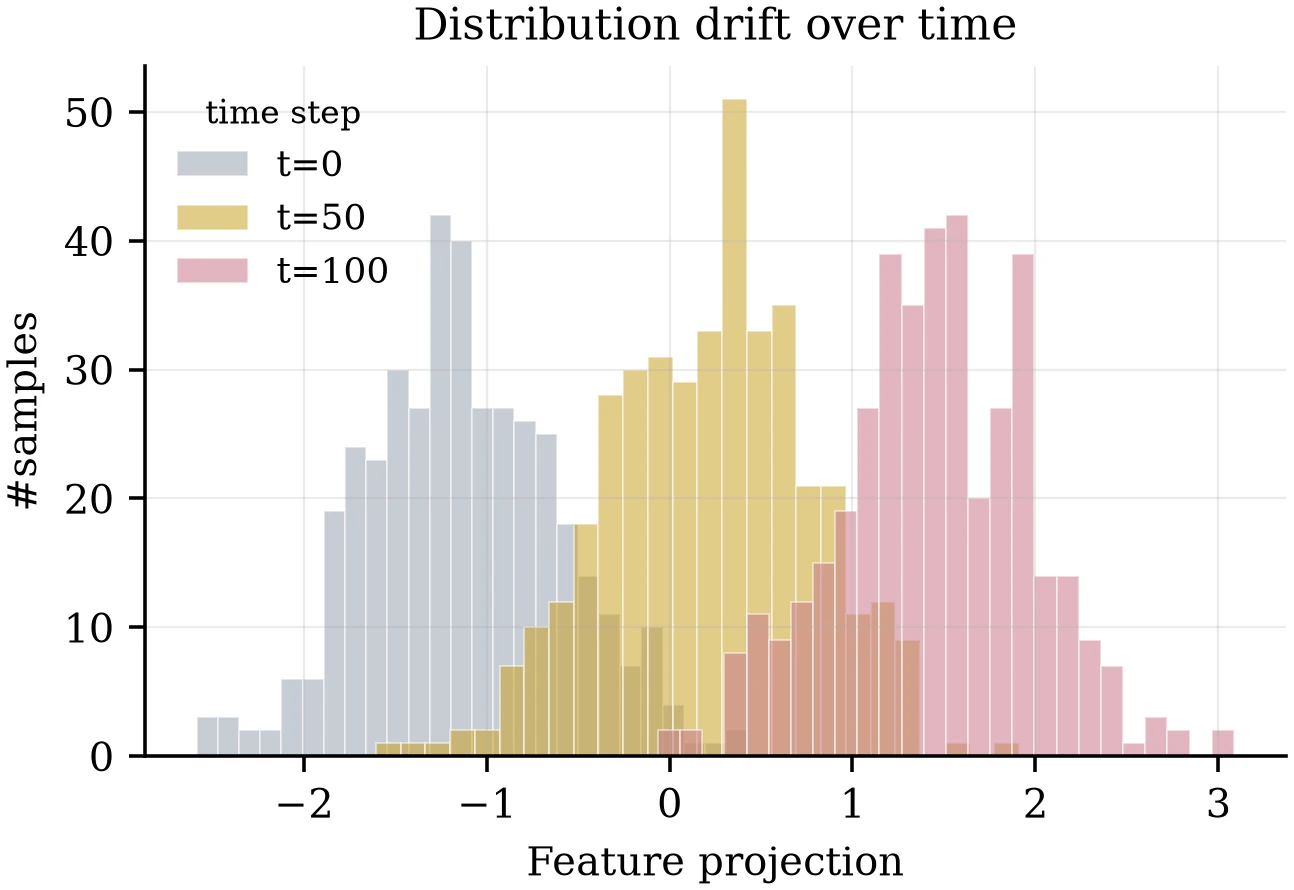 Distribution drift over time
time step
t=0
t=50
t=100
50
40
30
20
10
0
#samples
−2
−1
0
1
2
3
Feature projection